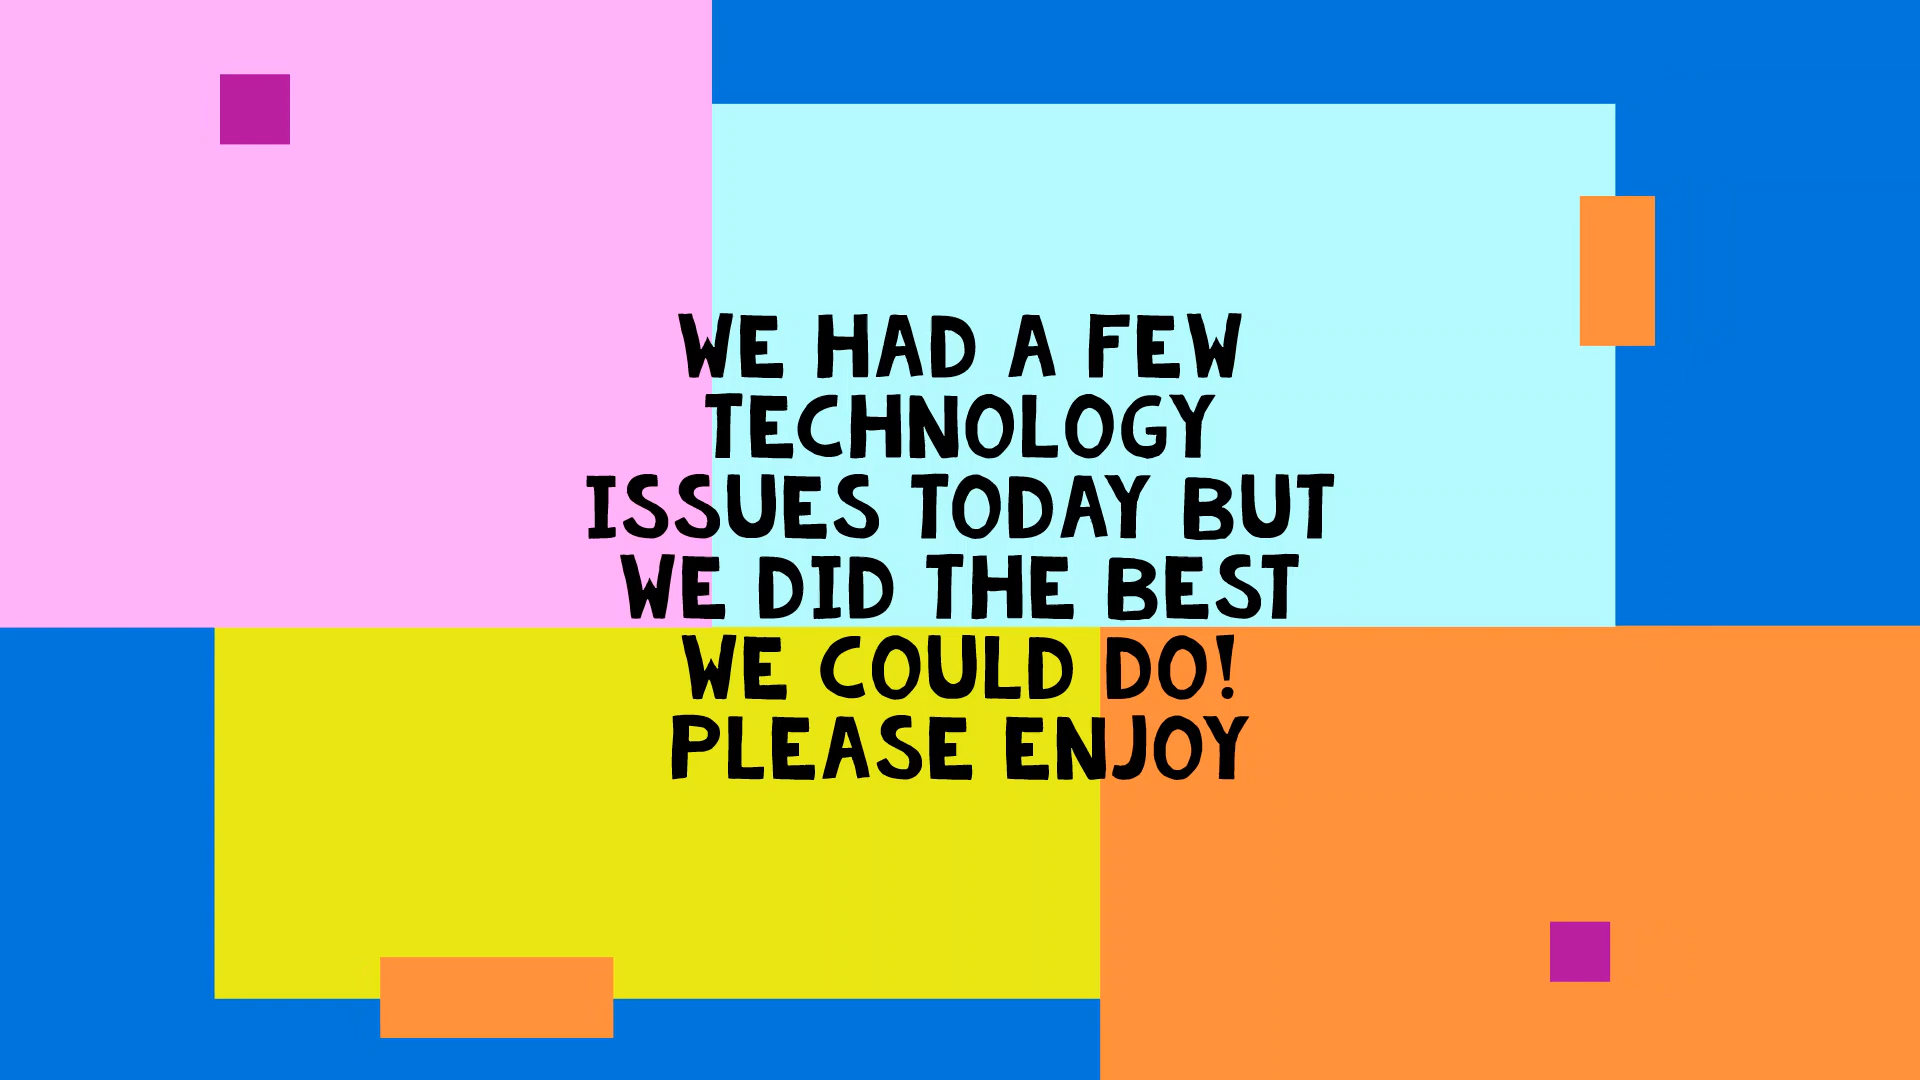 WE HAD A FEW
TECHNOLOGY
ISSUES TODAY BUT
WE DID THE BEST
WE COULD DO!
PLEASE ENJOY